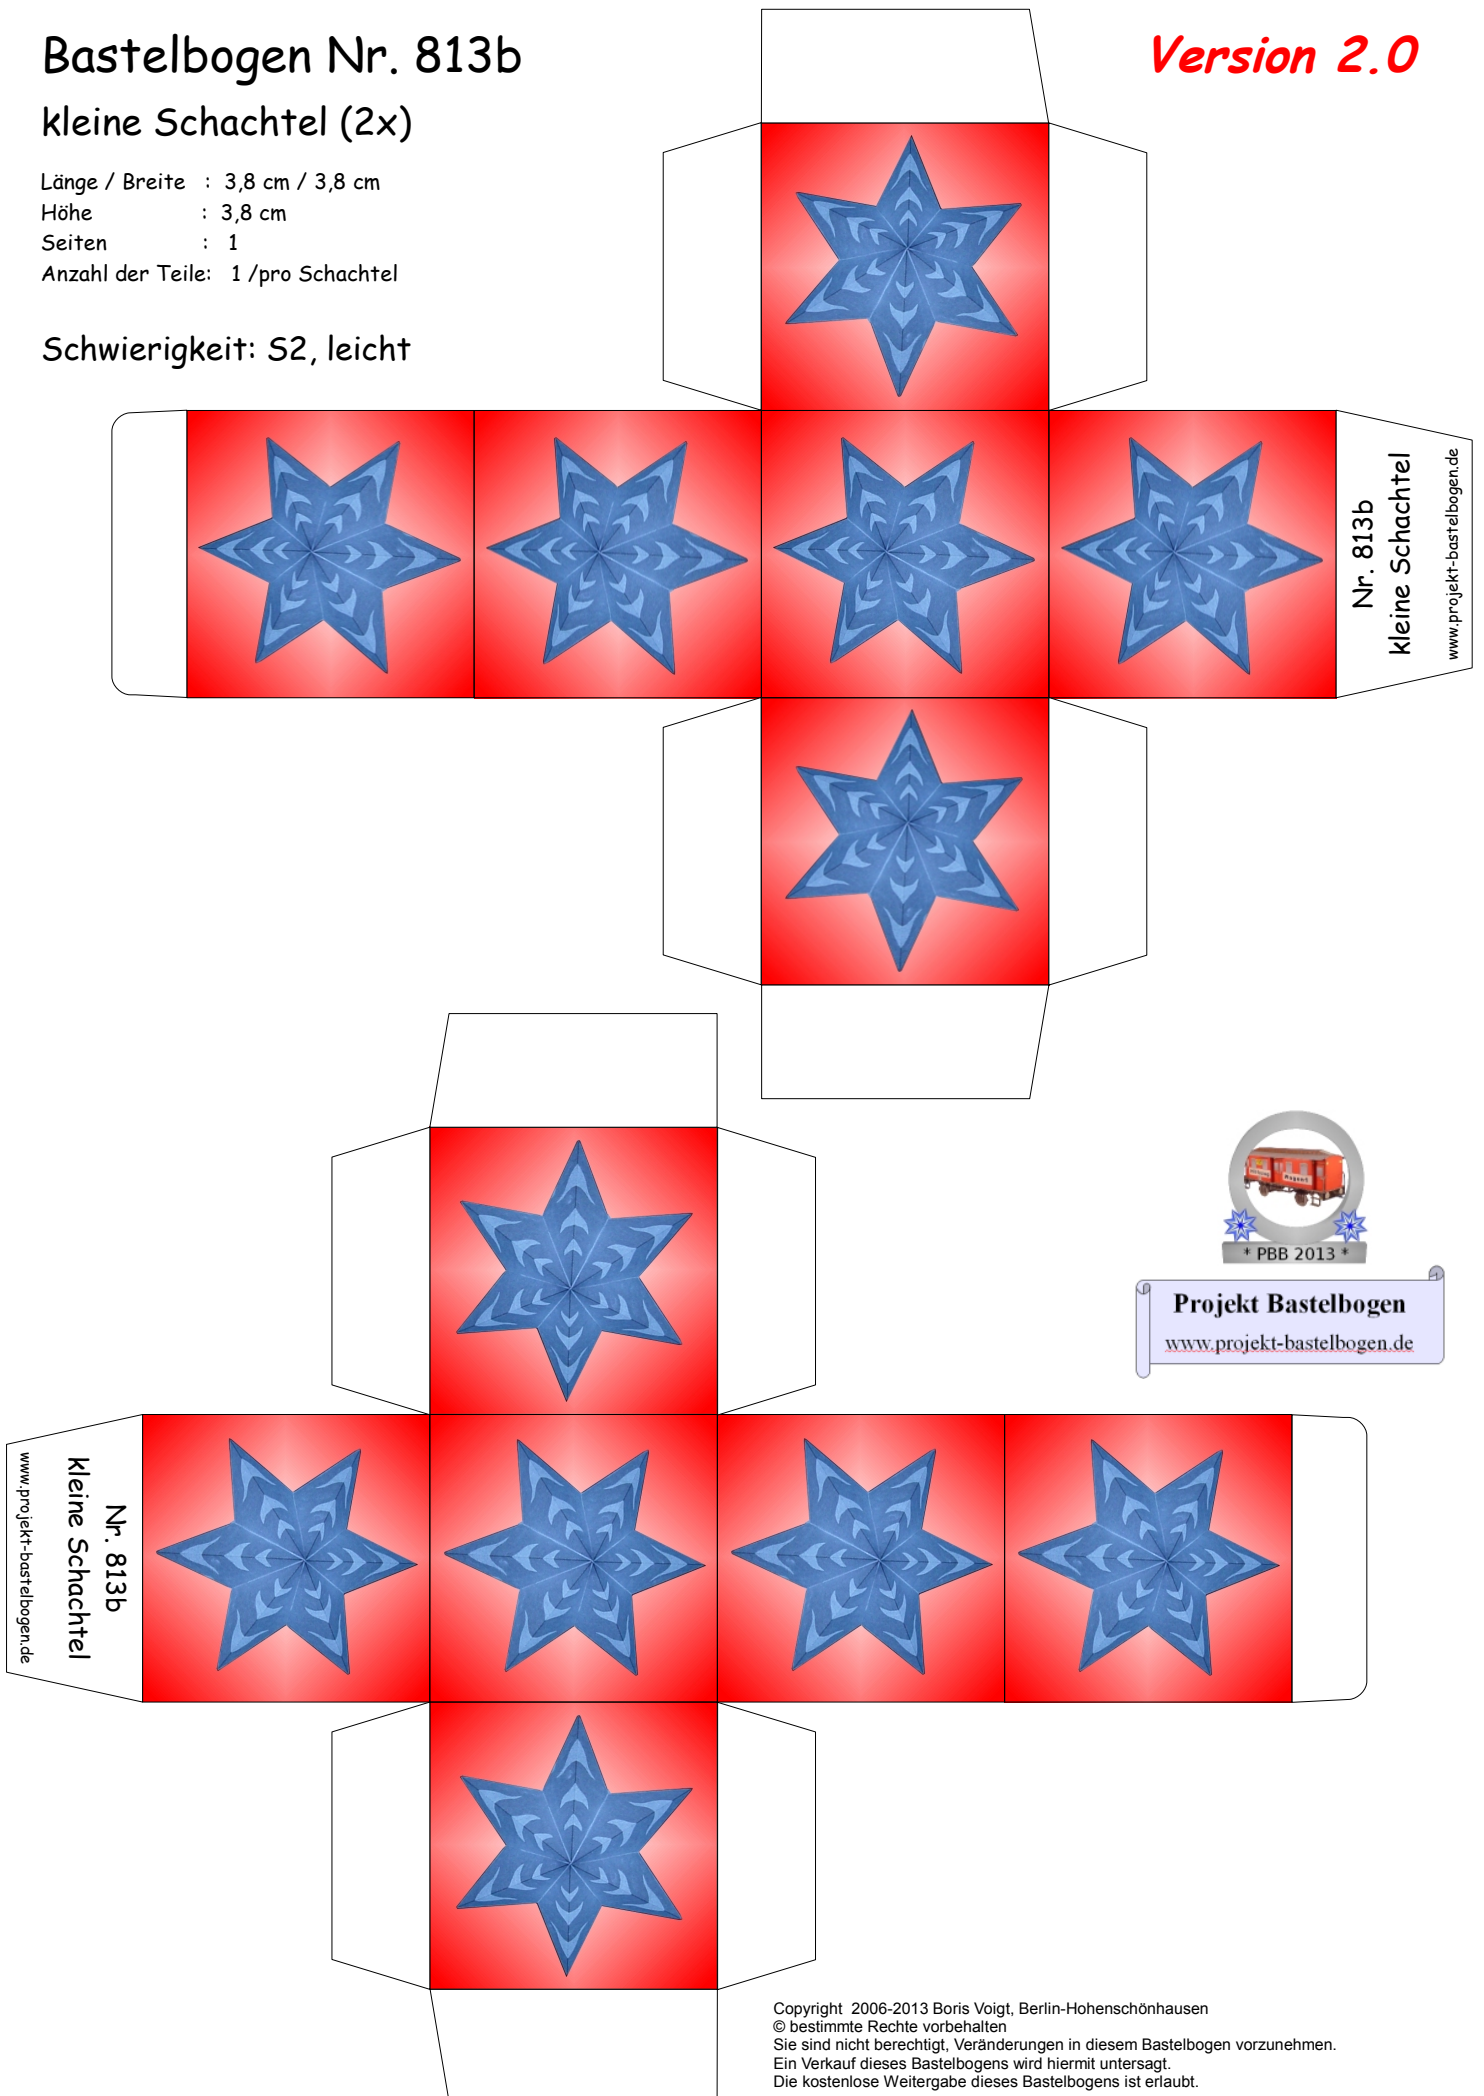 Bastelbogen Nr. 813b
Version 2.0
kleine Schachtel (2x)
Länge / Breite : 3,8 cm / 3,8 cm
Höhe : 3,8 cm
Seiten : 1
Anzahl der Teile: 1 /pro Schachtel
Schwierigkeit: S2, leicht
Nr. 813b
kleine Schachtel
www.projekt-bastelbogen.de
* PBB 2013 *
Projekt Bastelbogen
www.projekt-bastelbogen.de
Nr. 813b
kleine Schachtel
www.projekt-bastelbogen.de
Copyright 2006-2013 Boris Voigt, Berlin-Hohenschönhausen
© bestimmte Rechte vorbehalten
Sie sind nicht berechtigt, Veränderungen in diesem Bastelbogen vorzunehmen.
Ein Verkauf dieses Bastelbogens wird hiermit untersagt.
Die kostenlose Weitergabe dieses Bastelbogens ist erlaubt.